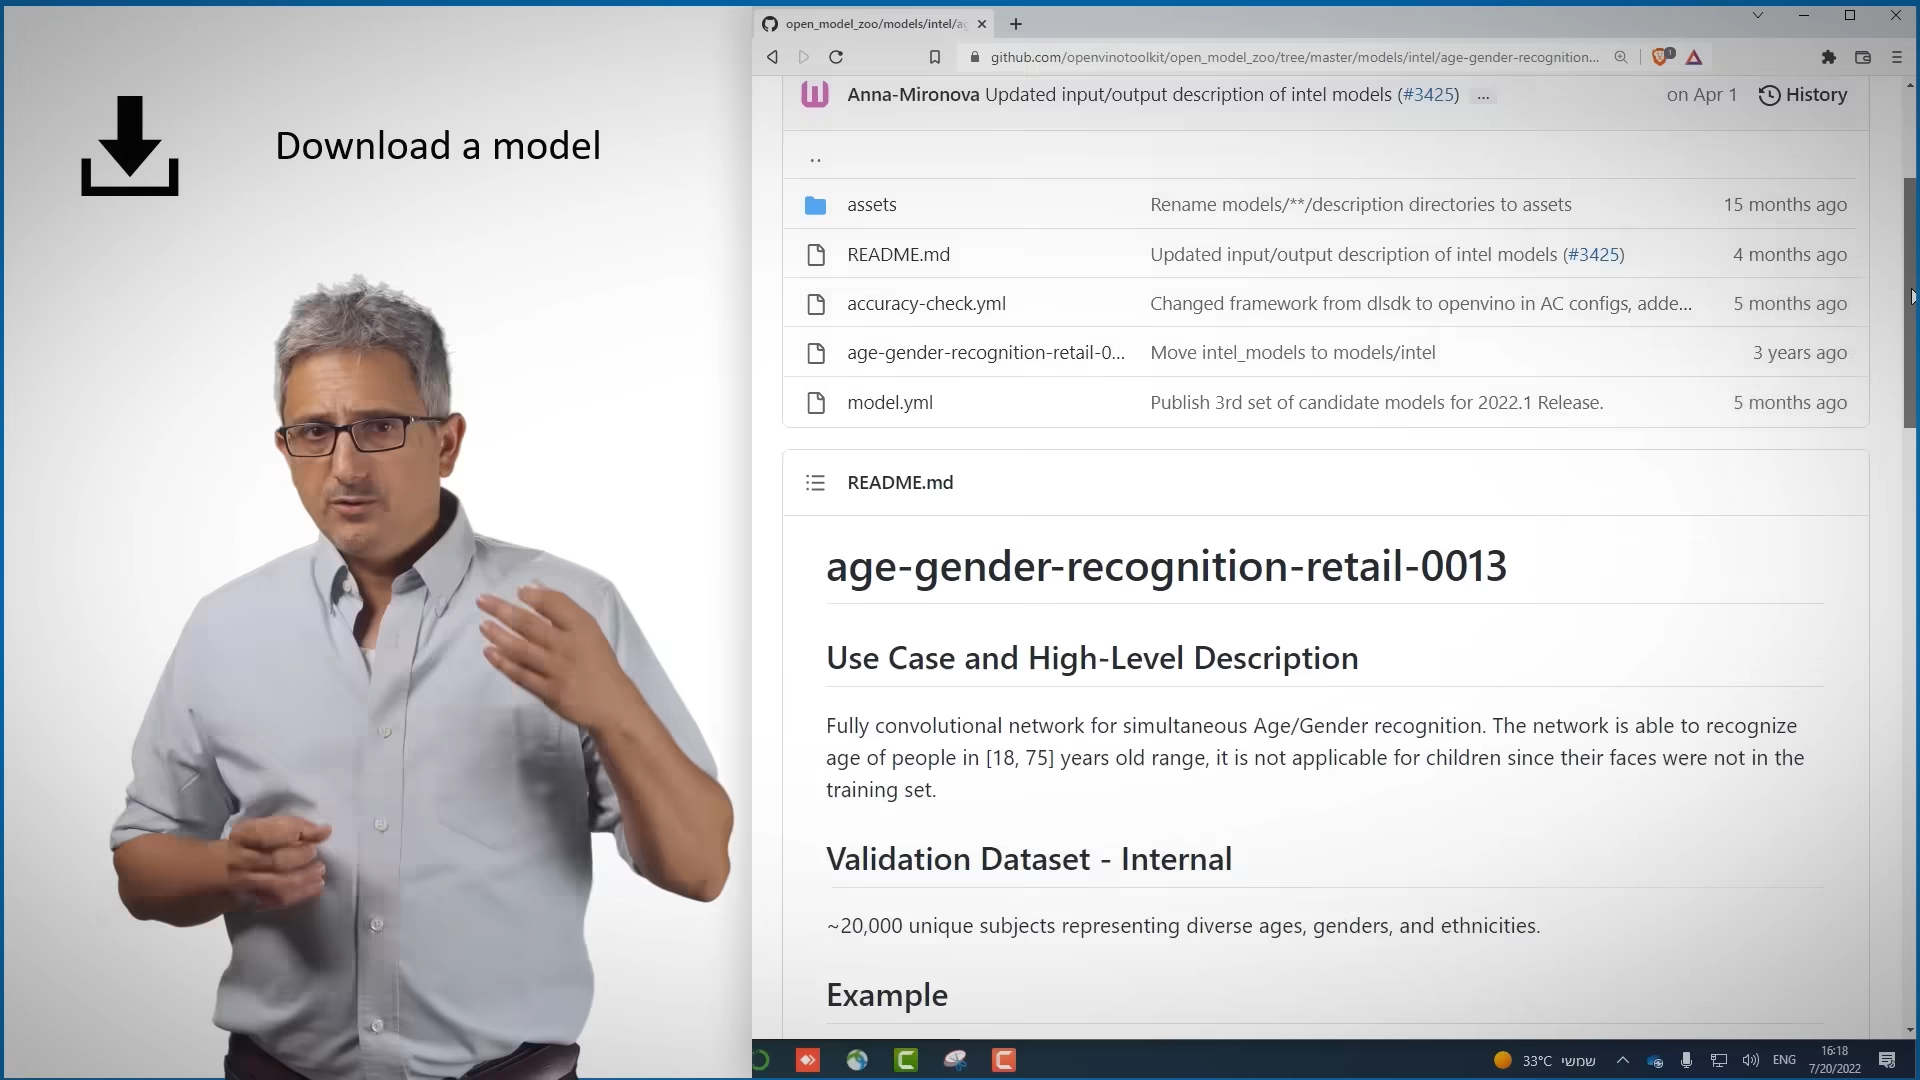 Download a model
open_model_zoo/models/intel/ag
github.com/openvinotoolkit/open_model_zoo/tree/master/models/intel/age-gender-recognition...
1
Anna-Mironova Updated input/output description of intel models (#3425) ...
on Apr 1 History
..
assets Rename models/**/description directories to assets 15 months ago
README.md Updated input/output description of intel models (#3425) 4 months ago
accuracy-check.yml Changed framework from dlsdk to openvino in AC configs, adde... 5 months ago
age-gender-recognition-retail-0... Move intel_models to models/intel 3 years ago
model.yml Publish 3rd set of candidate models for 2022.1 Release. 5 months ago
README.md
age-gender-recognition-retail-0013
Use Case and High-Level Description
Fully convolutional network for simultaneous Age/Gender recognition. The network is able to recognize
age of people in [18, 75] years old range, it is not applicable for children since their faces were not in the
training set.
Validation Dataset - Internal
~20,000 unique subjects representing diverse ages, genders, and ethnicities.
Example
33°C שמשי ENG 16:18
7/20/2022